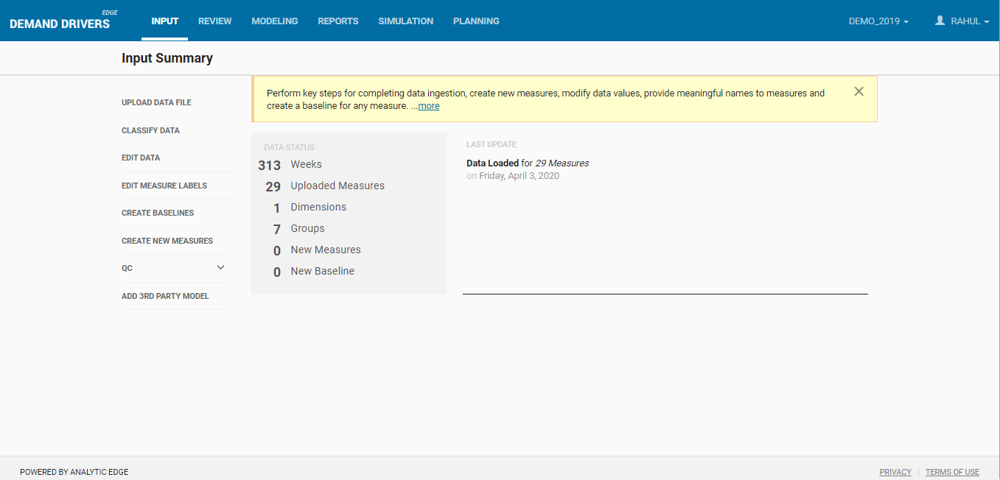 EDGE
DEMAND DRIVERS
INPUT REVIEW MODELING REPORTS SIMULATION PLANNING DEMO_2019 RAHUL
Input Summary
UPLOAD DATA FILE
CLASSIFY DATA
EDIT DATA
EDIT MEASURE LABELS
CREATE BASELINES
CREATE NEW MEASURES
QC
ADD 3RD PARTY MODEL
Perform key steps for completing data ingestion, create new measures, modify data values, provide meaningful names to measures and
create a baseline for any measure. ...more
DATA STATUS
313 Weeks
29 Uploaded Measures
1 Dimensions
7 Groups
0 New Measures
0 New Baseline
LAST UPDATE
Data Loaded for 29 Measures
on Friday, April 3, 2020
POWERED BY ANALYTIC EDGE
PRIVACY TERMS OF USE